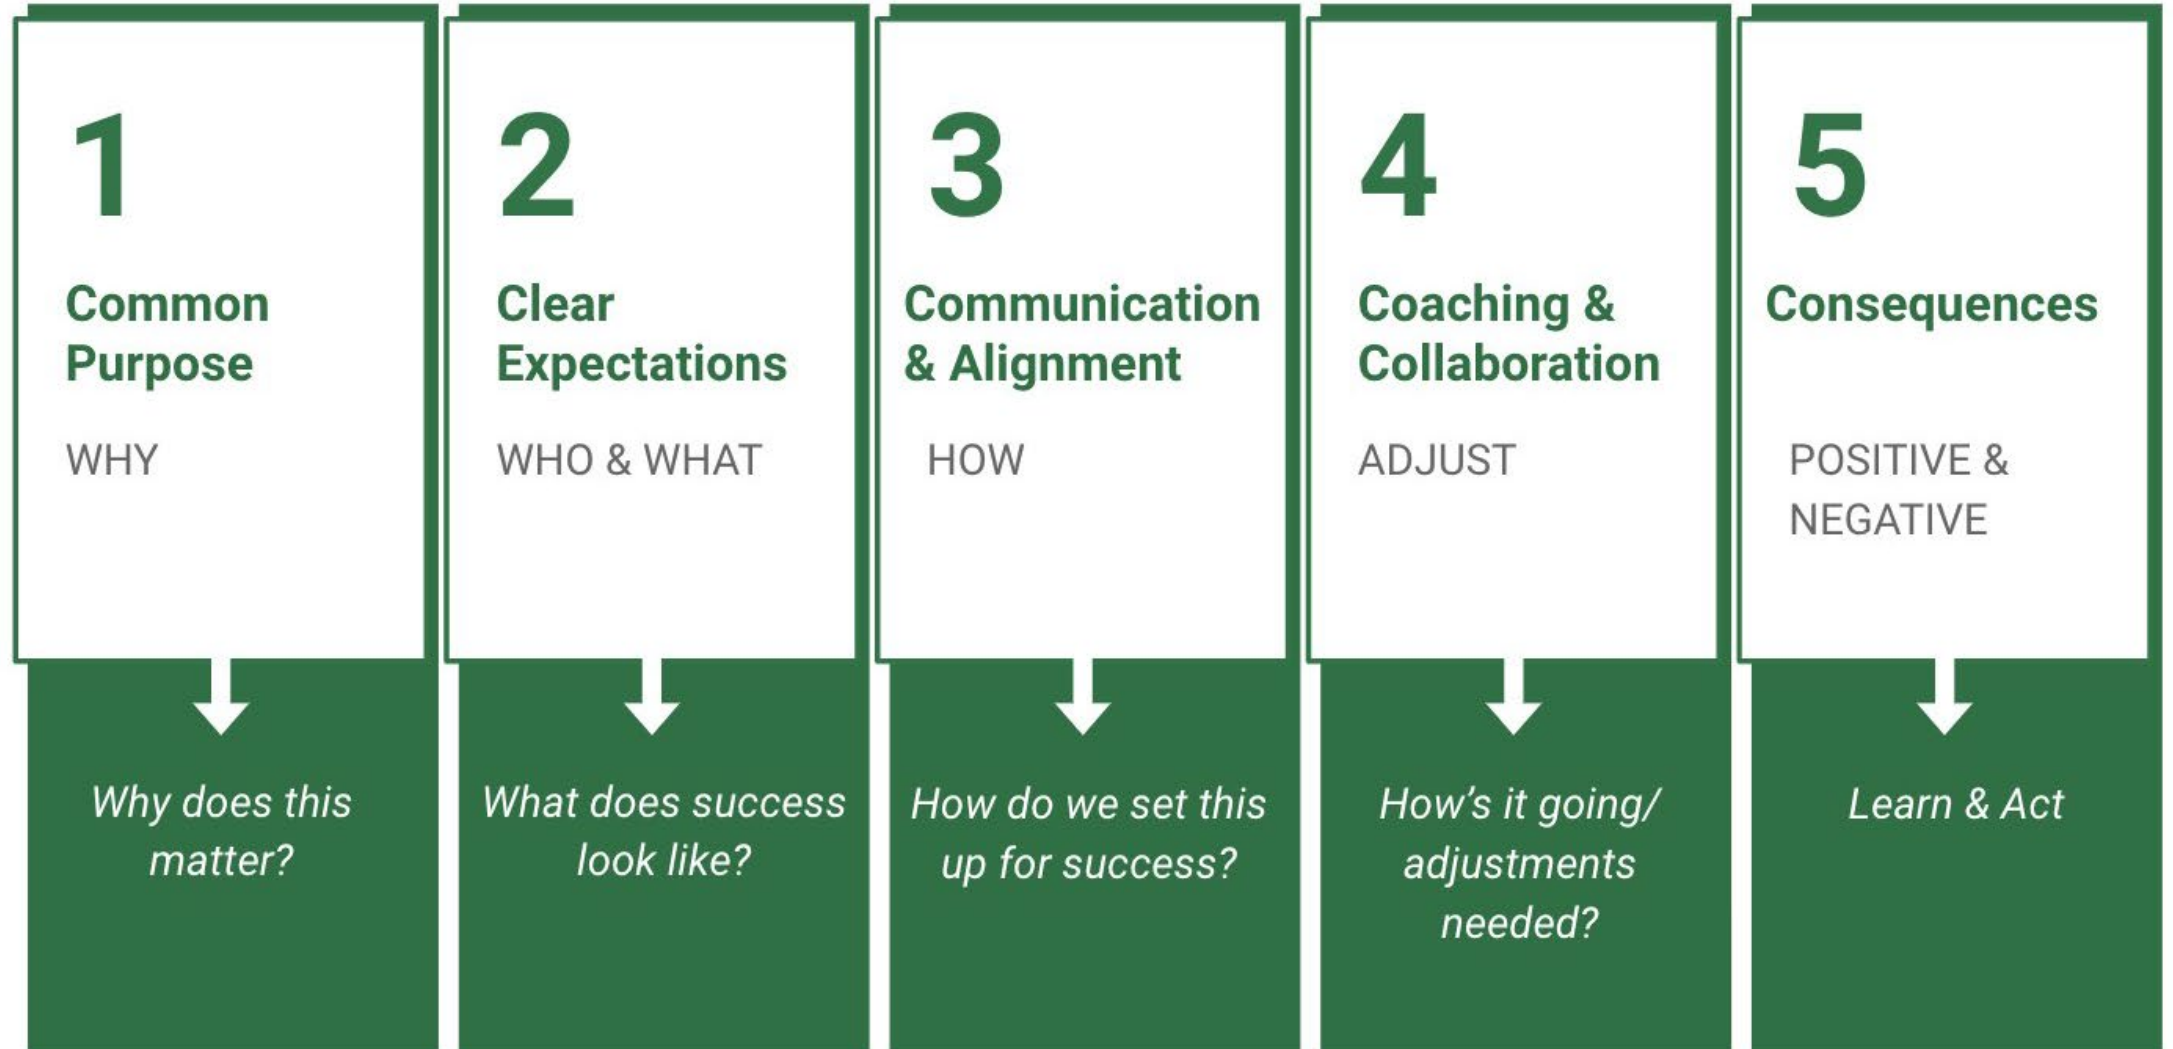 1
Common
Purpose
WHY
Why does this
matter?
2
Clear
Expectations
WHO & WHAT
What does success
look like?
3
Communication
& Alignment
HOW
How do we set this
up for success?
4
Coaching &
Collaboration
ADJUST
How’s it going/
adjustments
needed?
5
Consequences
POSITIVE &
NEGATIVE
Learn & Act